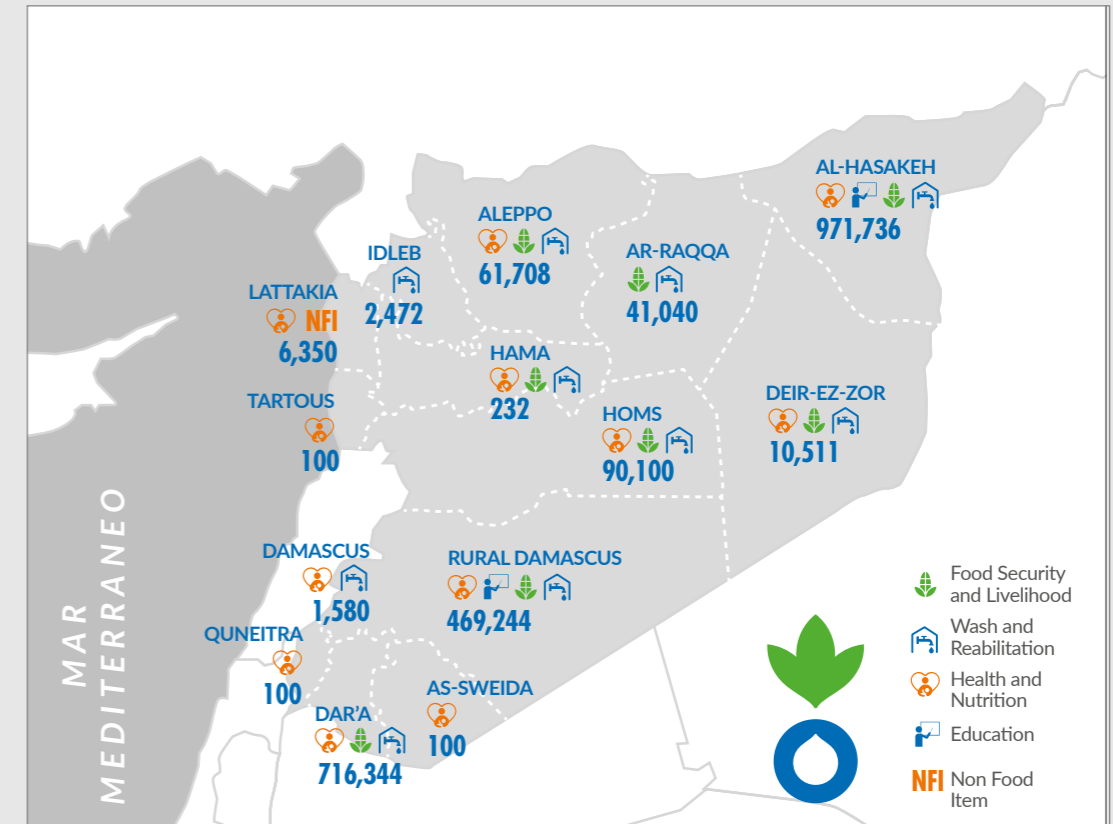 AL-HASAKEH
971,736
ALEPPO
61,708
IDLEB
2,472
AR-RAQQA
41,040
LATTAKIA
NFI
6,350
HAMA
232
TARTOUS
100
HOMS
90,100
DEIR-EZ-ZOR
10,511
MAR
MEDITERRANEO
DAMASCUS
1,580
RURAL DAMASCUS
469,244
QUNEITRA
100
AS-SWEIDA
100
DAR'A
716,344
Food Security
and Livelihood
Wash and
Reabilitation
Health and
Nutrition
Education
NFI Non Food
Item